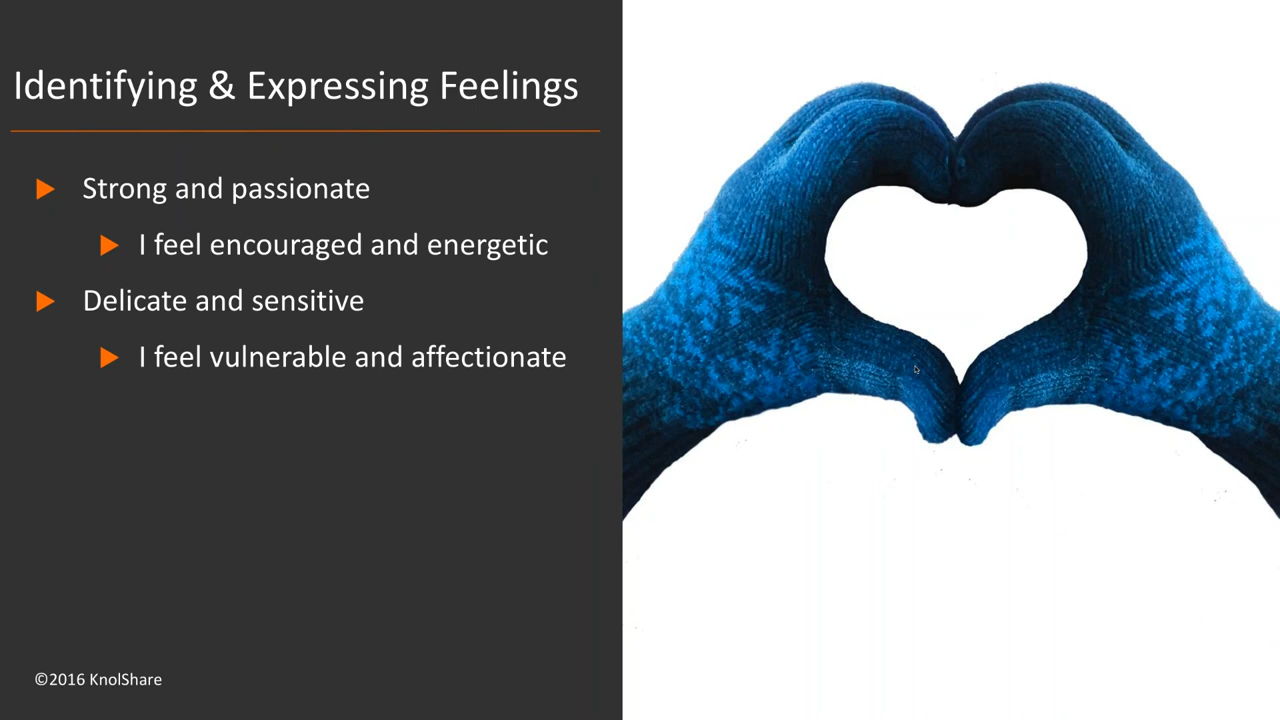 Identifying & Expressing Feelings
Strong and passionate
I feel encouraged and energetic
Delicate and sensitive
I feel vulnerable and affectionate
©2016 KnolShare